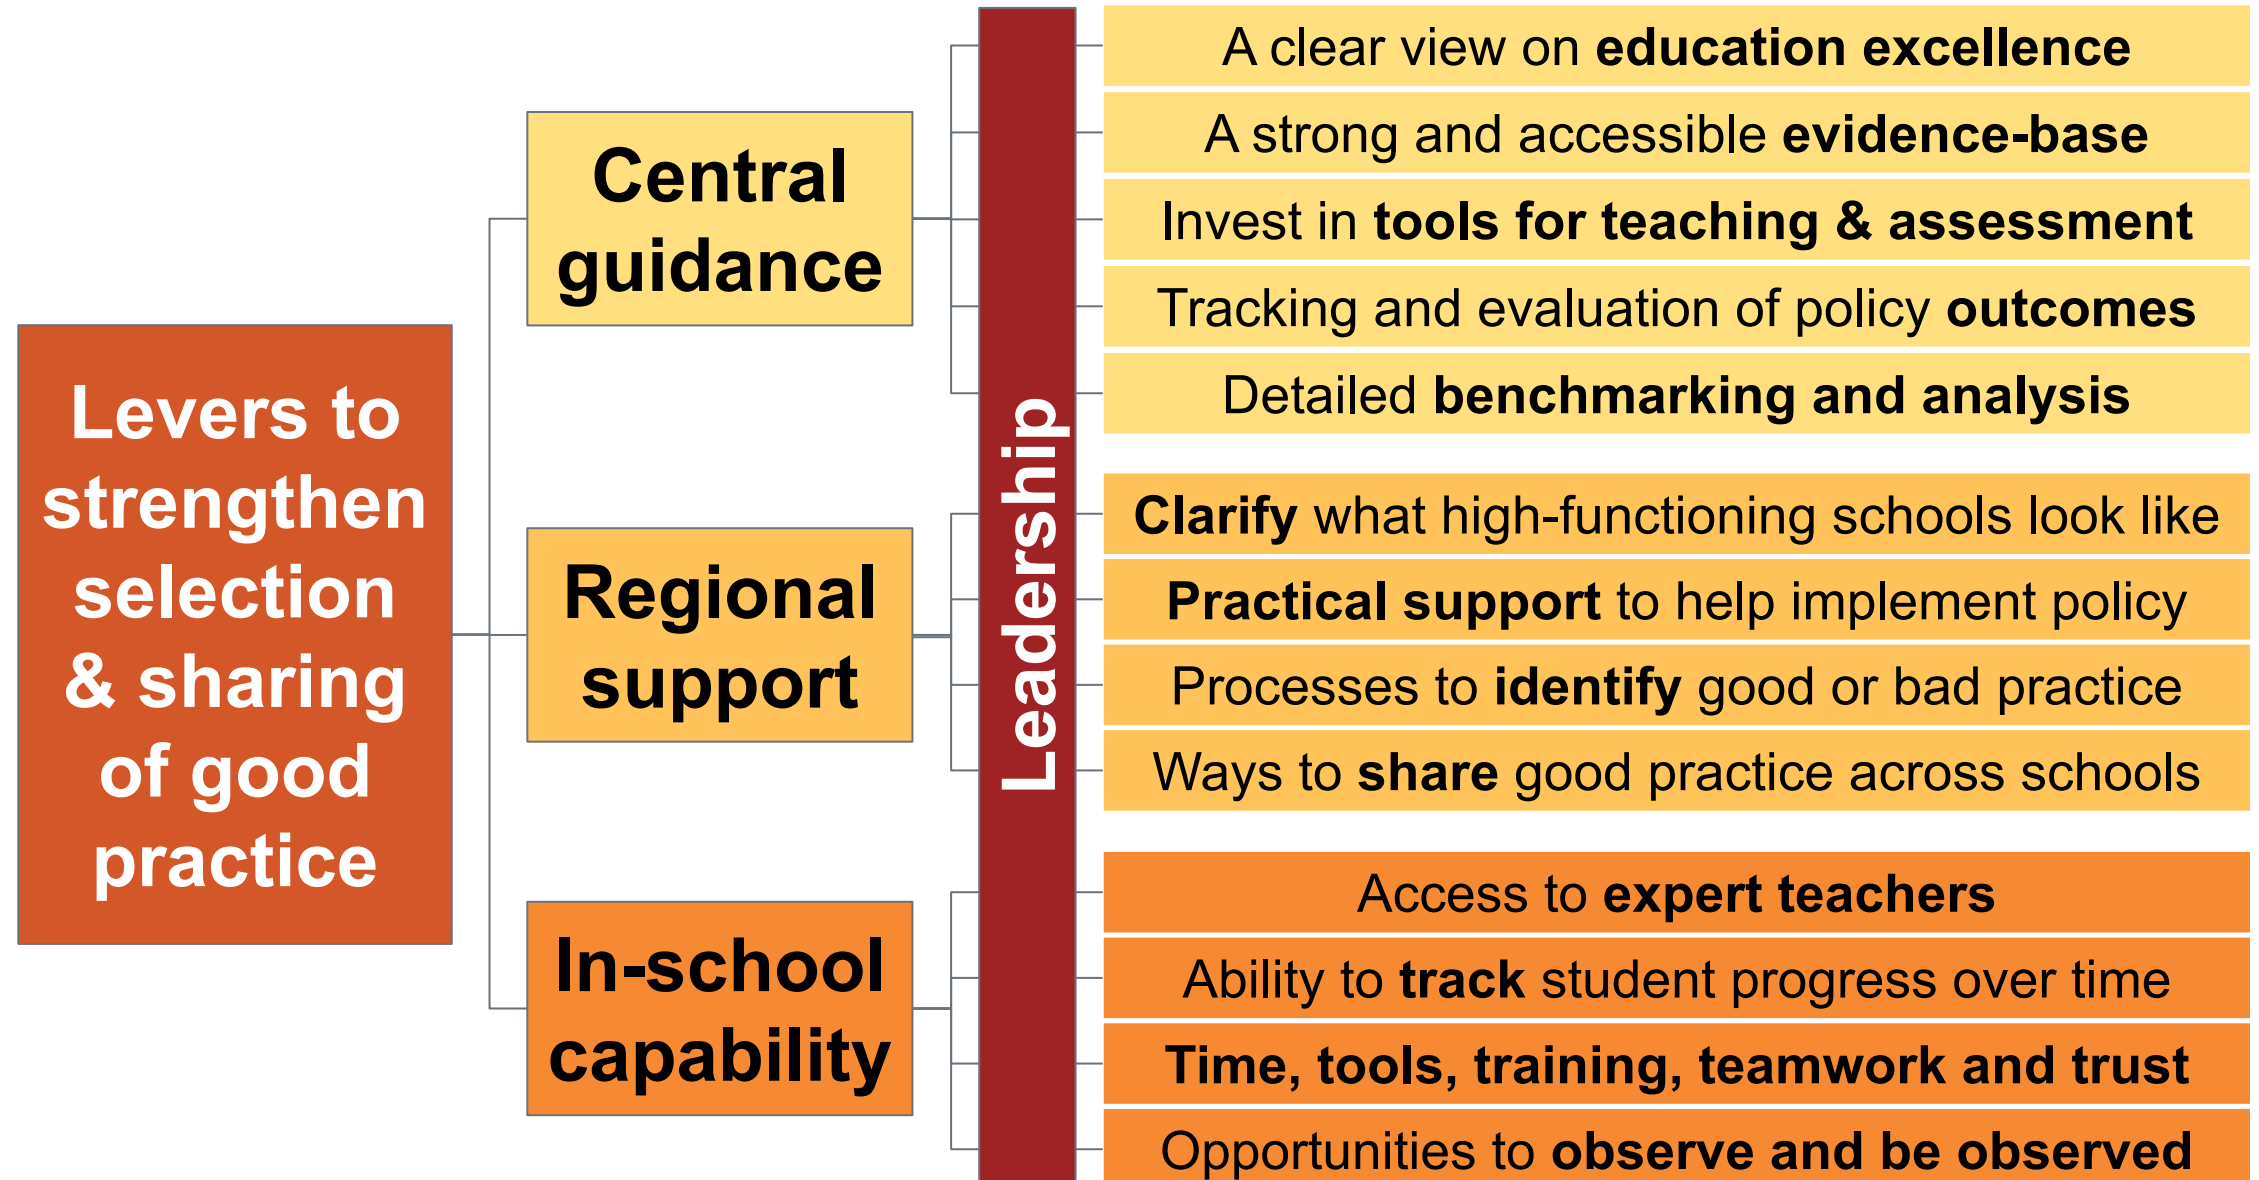 Levers to
strengthen
selection
& sharing
of good
practice
Central
guidance
Regional
support
In-school
capability
Leadership
A clear view on education excellence
A strong and accessible evidence-base
Invest in tools for teaching & assessment
Tracking and evaluation of policy outcomes
Detailed benchmarking and analysis
Clarify what high-functioning schools look like
Practical support to help implement policy
Processes to identify good or bad practice
Ways to share good practice across schools
Access to expert teachers
Ability to track student progress over time
Time, tools, training, teamwork and trust
Opportunities to observe and be observed